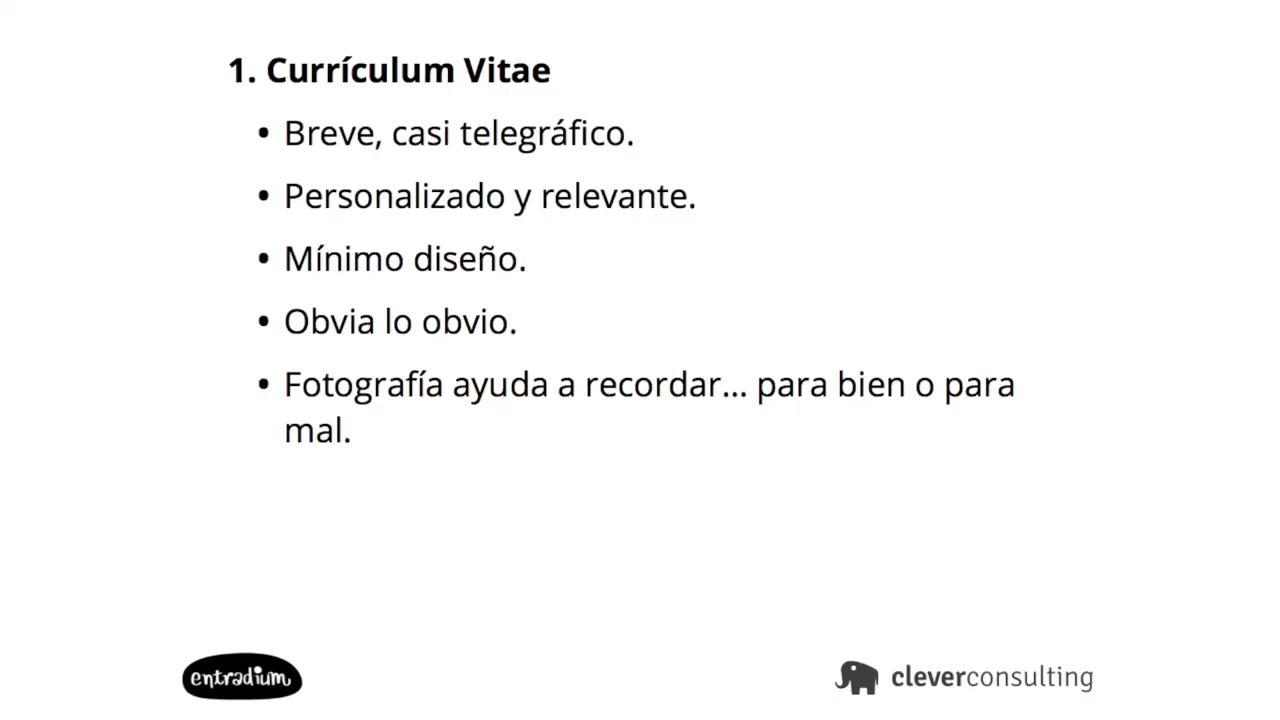 1. Currículum Vitae
• Breve, casi telegráfico.
• Personalizado y relevante.
• Mínimo diseño.
• Obvia lo obvio.
• Fotografía ayuda a recordar... para bien o para
mal.
entradium
cleverconsulting